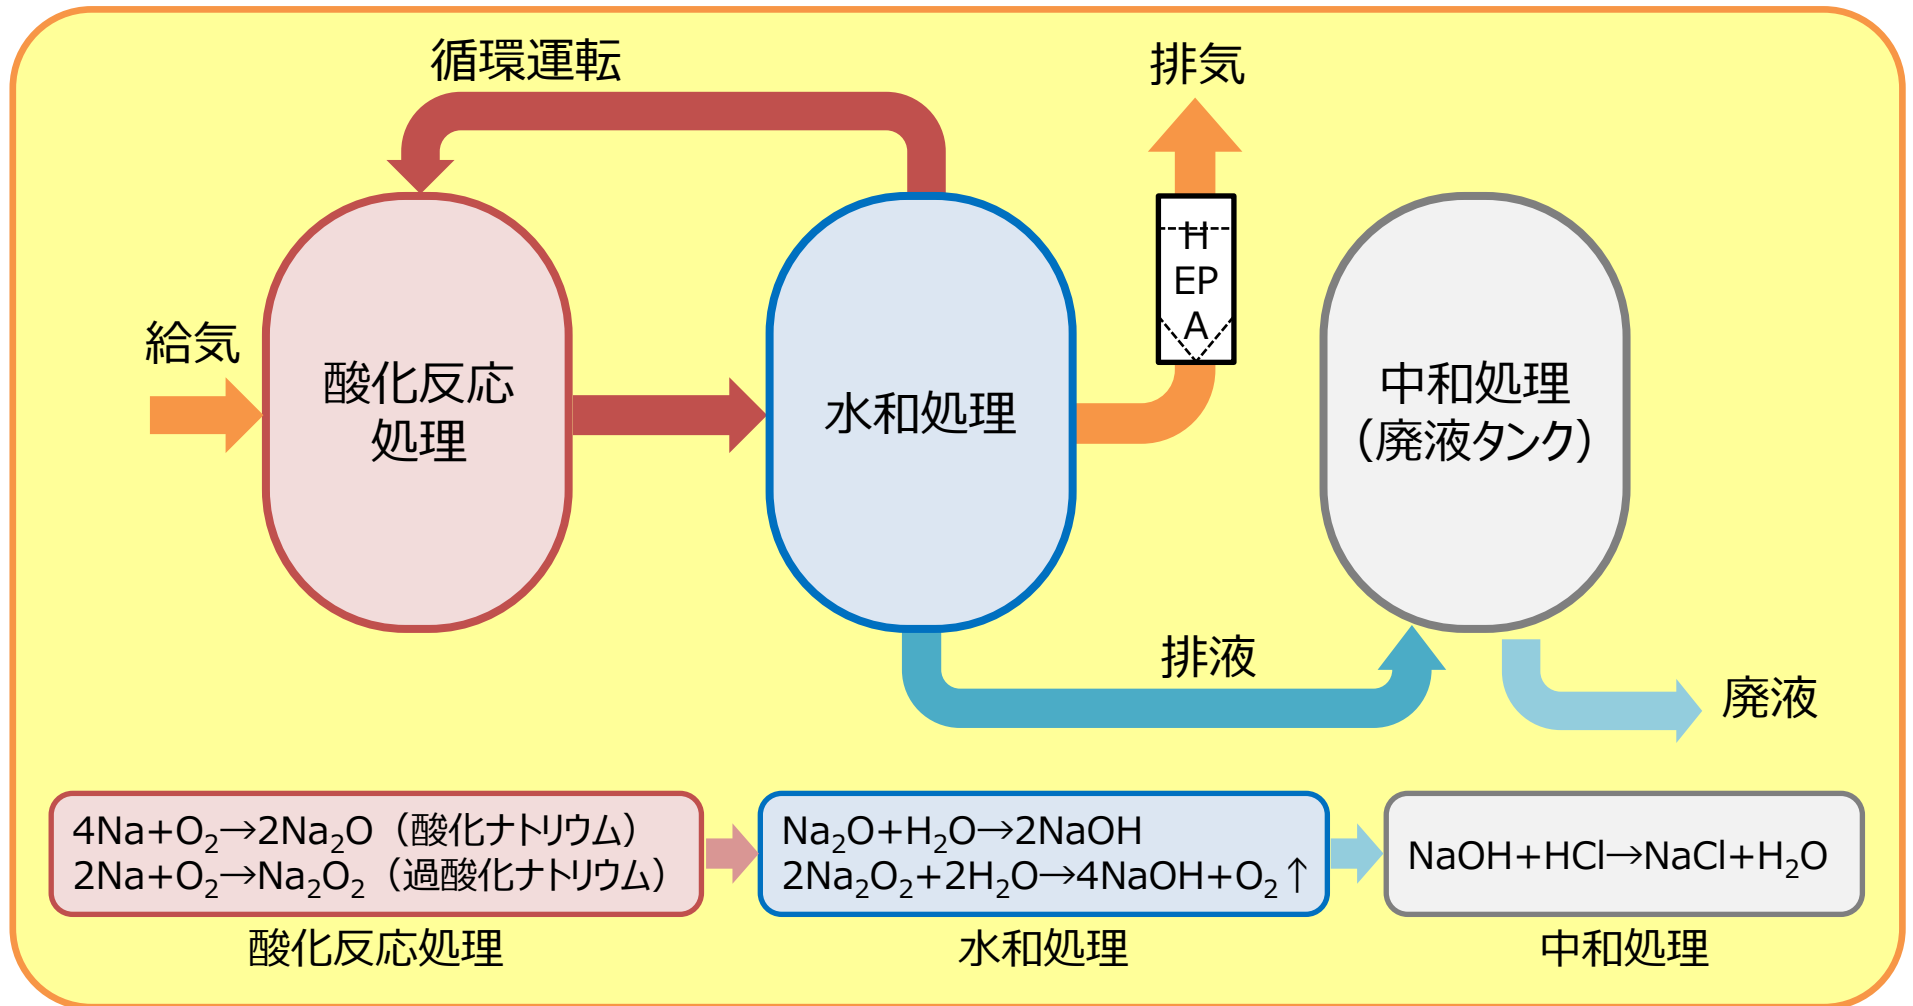 循環運転
排気
給気
酸化反応
処理
水和処理
H
EP
A
中和処理
（廃液タンク）
排液
廃液
4Na+O₂→2Na₂O（酸化ナトリウム）
2Na+O₂→Na₂O₂（過酸化ナトリウム）
Na₂O+H₂O→2NaOH
2Na₂O₂+2H₂O→4NaOH+O₂↑
NaOH+HCl→NaCl+H₂O
酸化反応処理
水和処理
中和処理